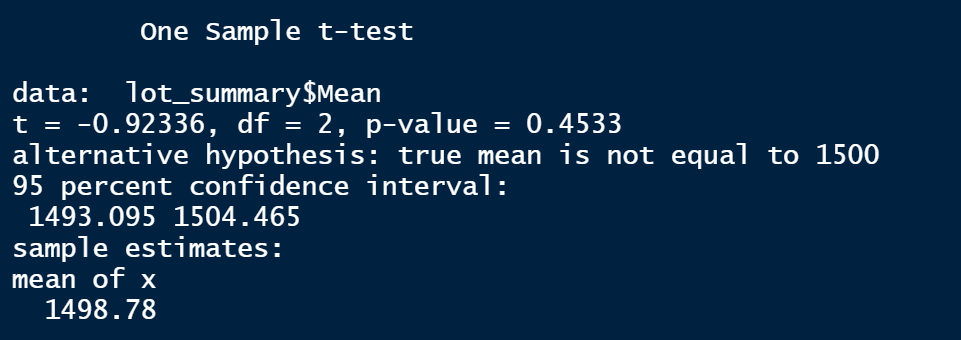 One Sample t-test
data:  lot_summary$Mean
t = -0.92336, df = 2, p-value = 0.4533
alternative hypothesis: true mean is not equal to 1500
95 percent confidence interval:
1493.095 1504.465
sample estimates:
mean of x
1498.78